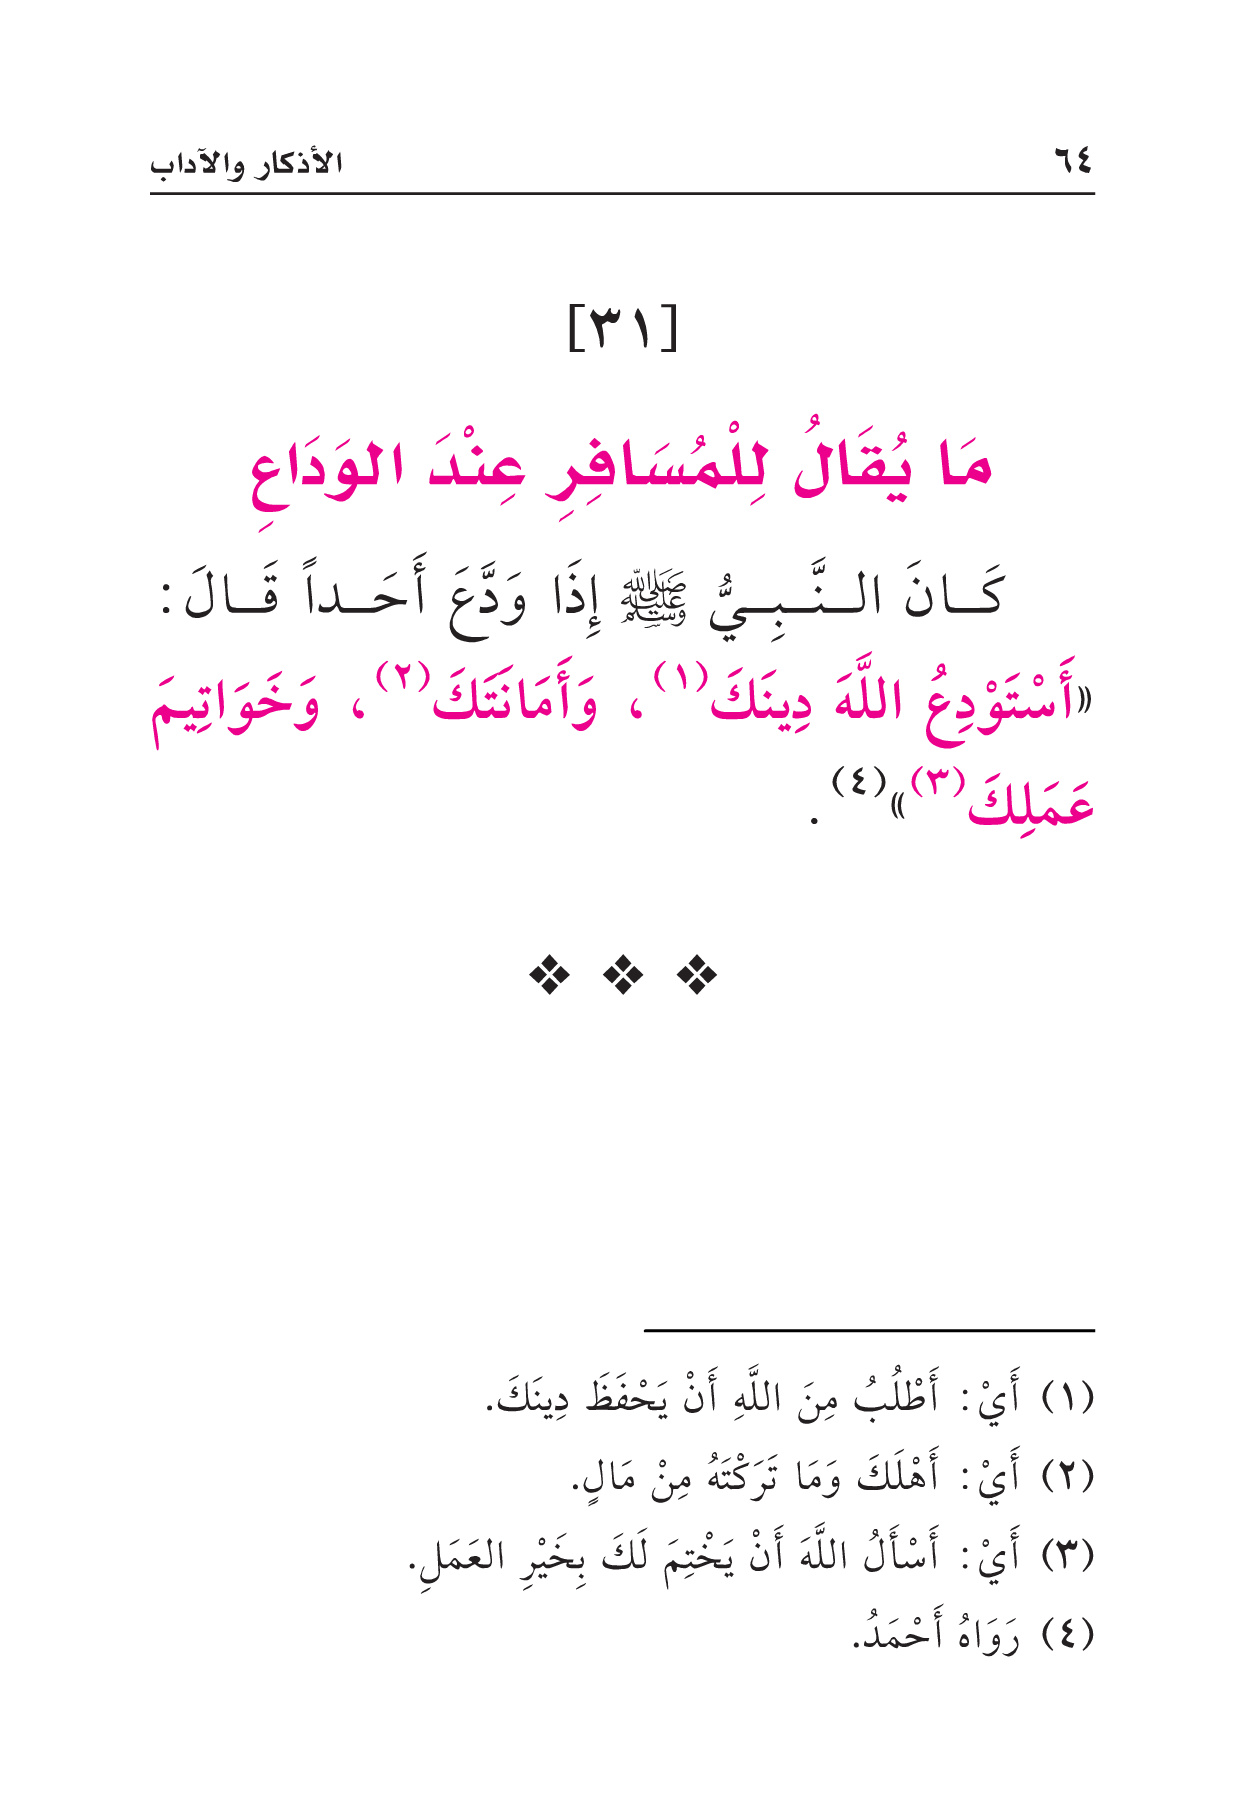 ٦٤ الأذكار والآداب
[٣١]
مَا يُقَالُ لِلْمُسَافِرِ عِنْدَ الوَدَاعِ
كَانَ النَّبِيُّ ﷺ إِذَا وَدَّعَ أَحَداً قَالَ:
«أَسْتَوْدِعُ اللَّهَ دِينَكَ(١)، وَأَمَانَتَكَ(٢)، وَخَوَاتِيمَ
عَمَلِكَ(٣)»(٤).
(١) أَيْ: أَطْلُبُ مِنَ اللَّهِ أَنْ يَحْفَظَ دِينَكَ.
(٢) أَيْ: أَهْلَكَ وَمَا تَرَكْتَهُ مِنْ مَالٍ.
(٣) أَيْ: أَسْأَلُ اللَّهَ أَنْ يَخْتِمَ لَكَ بِخَيْرِ العَمَلِ.
(٤) رَوَاهُ أَحْمَدُ.